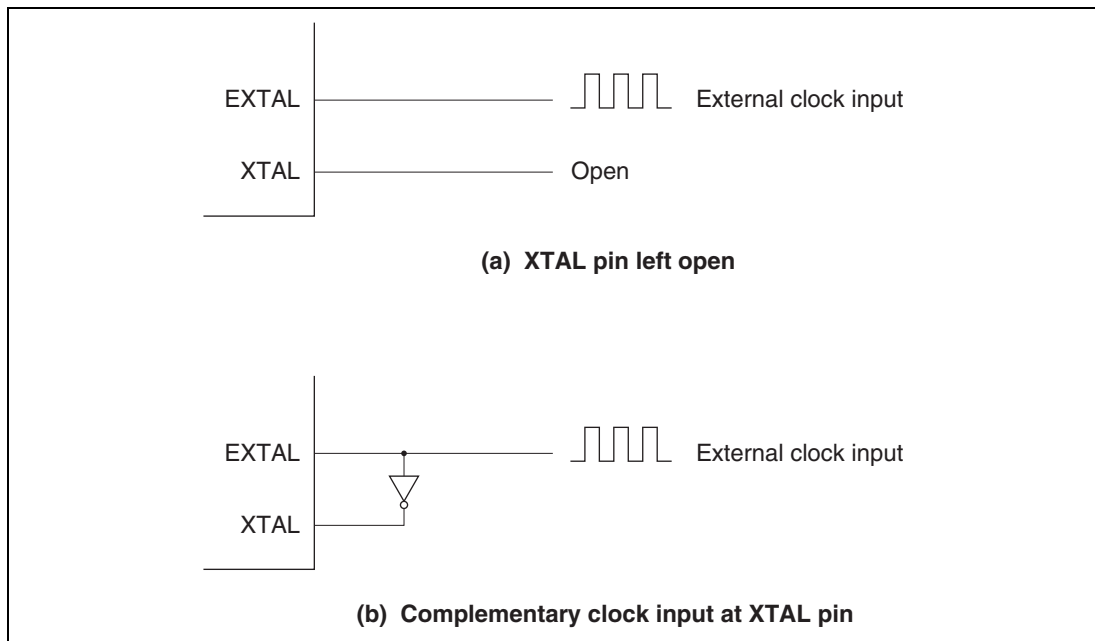 EXTAL
External clock input
XTAL
Open
(a) XTAL pin left open
EXTAL
External clock input
XTAL
(b) Complementary clock input at XTAL pin